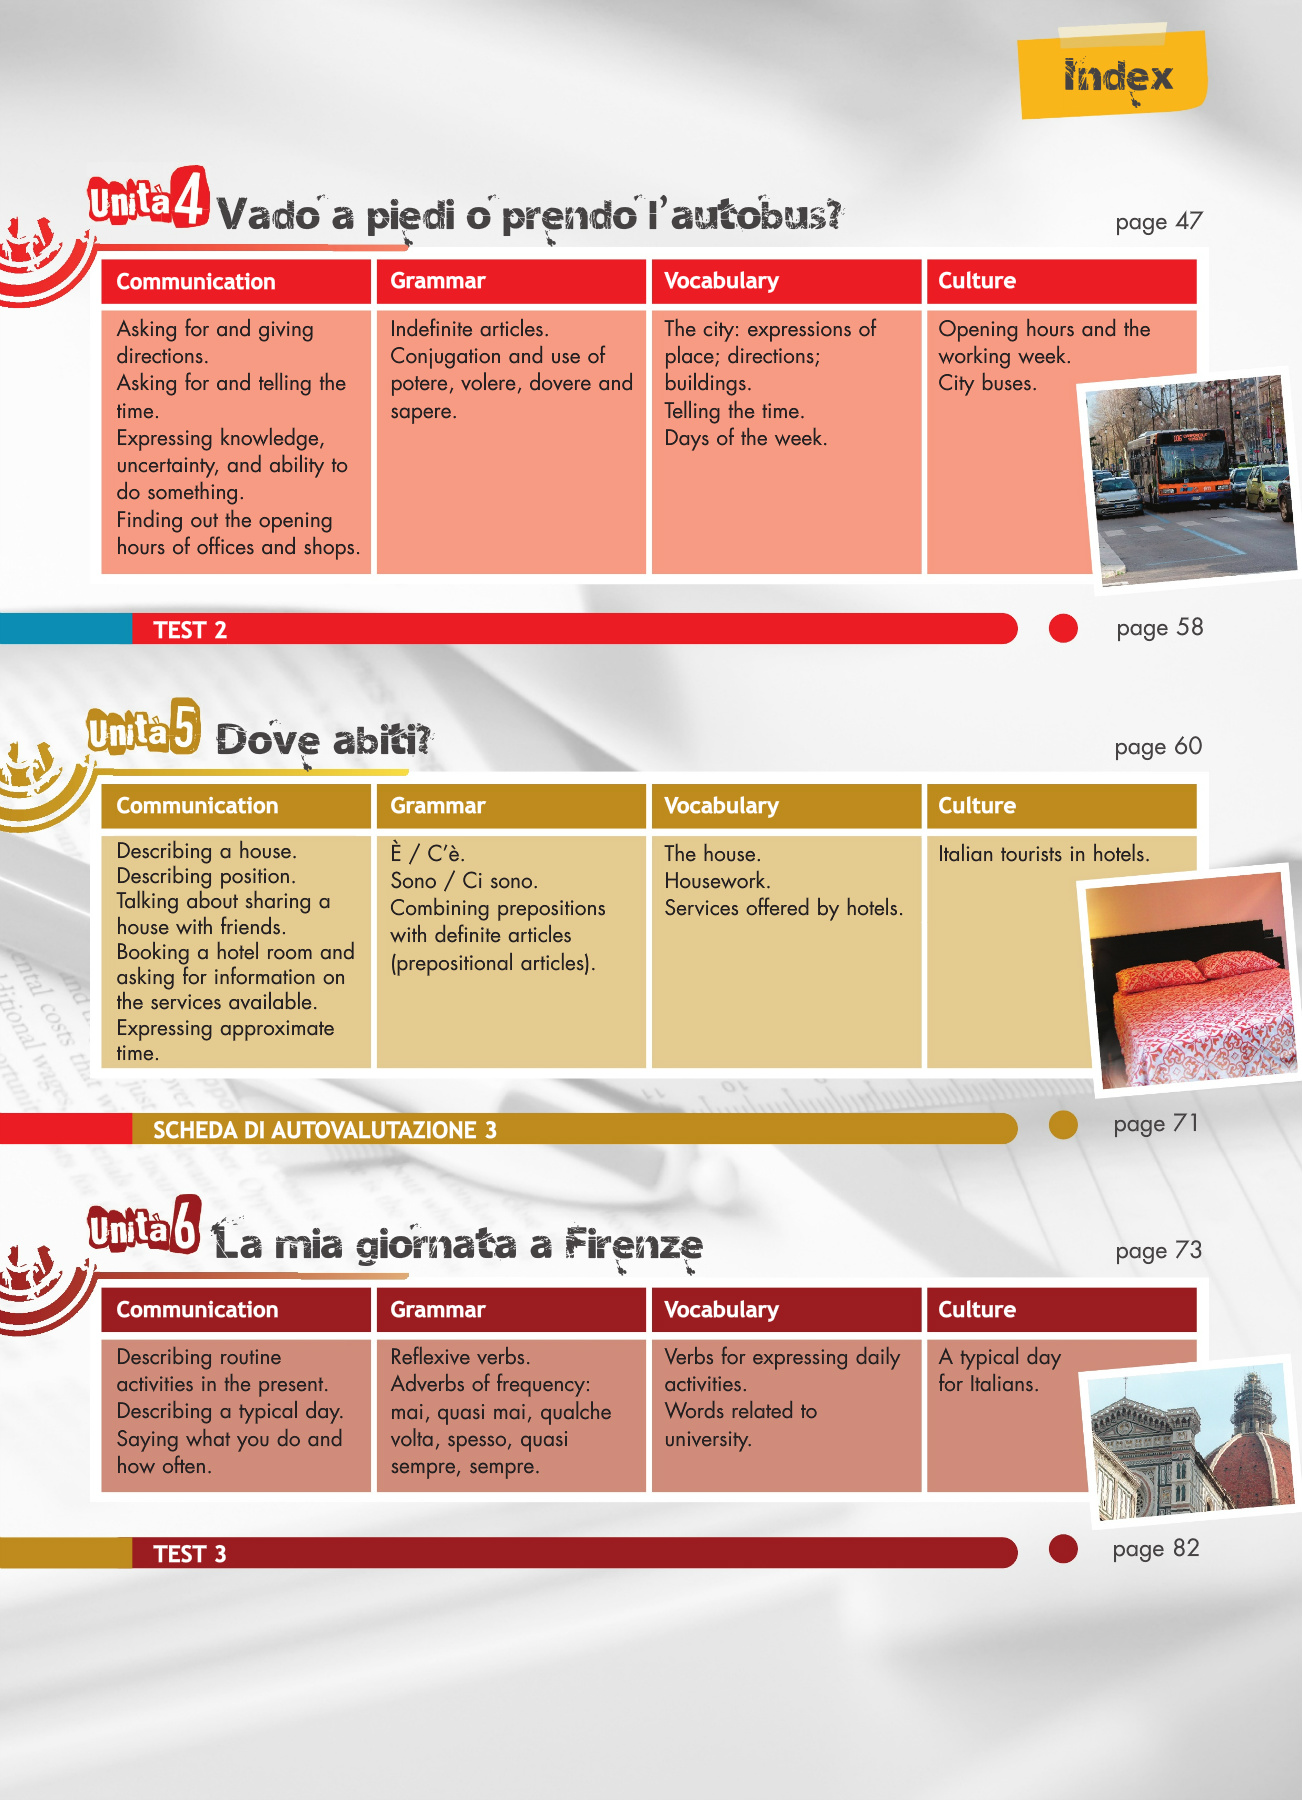 Index
Unità 4 Vado a piedi o prendo l'autobus?
page 47
Communication
Asking for and giving
directions.
Asking for and telling the
time.
Expressing knowledge,
uncertainty, and ability to
do something.
Finding out the opening
hours of offices and shops.
Grammar
Indefinite articles.
Conjugation and use of
potere, volere, dovere and
sapere.
Vocabulary
The city: expressions of
place; directions;
buildings.
Telling the time.
Days of the week.
Culture
Opening hours and the
working week.
City buses.
TEST 2
page 58
Unità 5 Dove abiti?
page 60
Communication
Describing a house.
Describing position.
Talking about sharing a
house with friends.
Booking a hotel room and
asking for information on
the services available.
Expressing approximate
time.
Grammar
È / C'è.
Sono / Ci sono.
Combining prepositions
with definite articles
(prepositional articles).
Vocabulary
The house.
Housework.
Services offered by hotels.
Culture
Italian tourists in hotels.
SCHEDA DI AUTOVALUTAZIONE 3
page 71
Unità 6 La mia giornata a Firenze
page 73
Communication
Describing routine
activities in the present.
Describing a typical day.
Saying what you do and
how often.
Grammar
Reflexive verbs.
Adverbs of frequency:
mai, quasi mai, qualche
volta, spesso, quasi
sempre, sempre.
Vocabulary
Verbs for expressing daily
activities.
Words related to
university.
Culture
A typical day
for Italians.
TEST 3
page 82